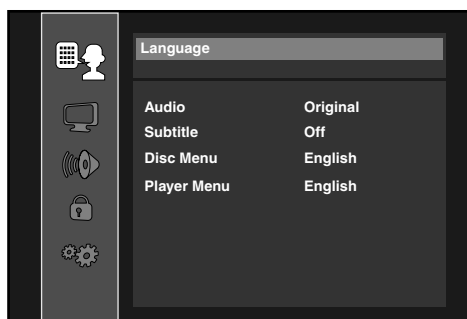 Language
Audio Original
Subtitle Off
Disc Menu English
Player Menu English